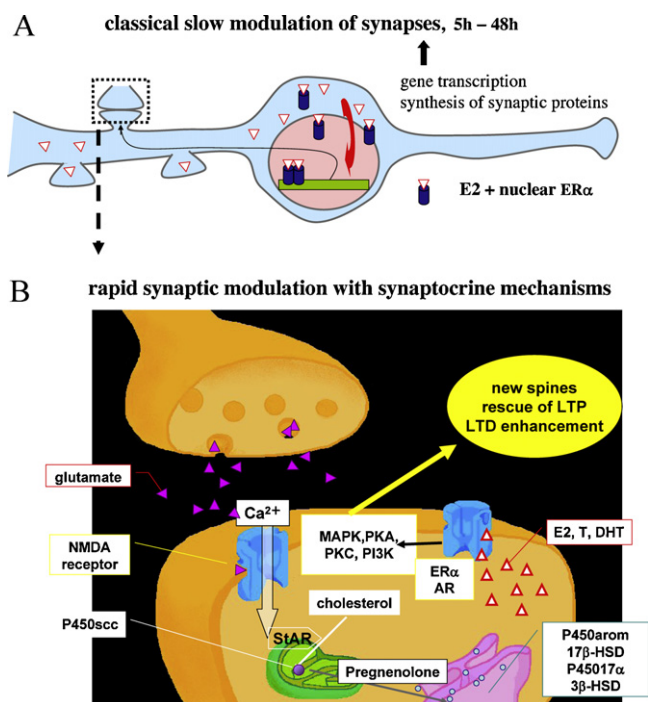 A
classical slow modulation of synapses, 5h – 48h
gene transcription
synthesis of synaptic proteins
E2 + nuclear ERα
B
rapid synaptic modulation with synaptocrine mechanisms
new spines
rescue of LTP
LTD enhancement
glutamate
Ca²⁺
NMDA
receptor
MAPK,PKA,
PKC, PI3K
E2, T, DHT
ERα
AR
cholesterol
P450scc
StAR
Pregnenolone
P450arom
17β-HSD
P45017α
3β-HSD